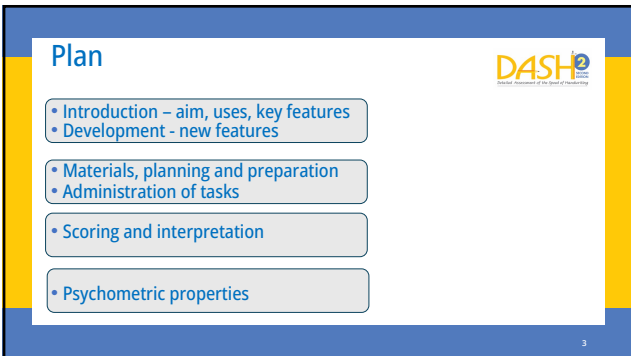 Plan
DASH 2
SECOND EDITION
Detailed Assessment of the Speed of Handwriting
• Introduction – aim, uses, key features
• Development - new features
• Materials, planning and preparation
• Administration of tasks
• Scoring and interpretation
• Psychometric properties
3